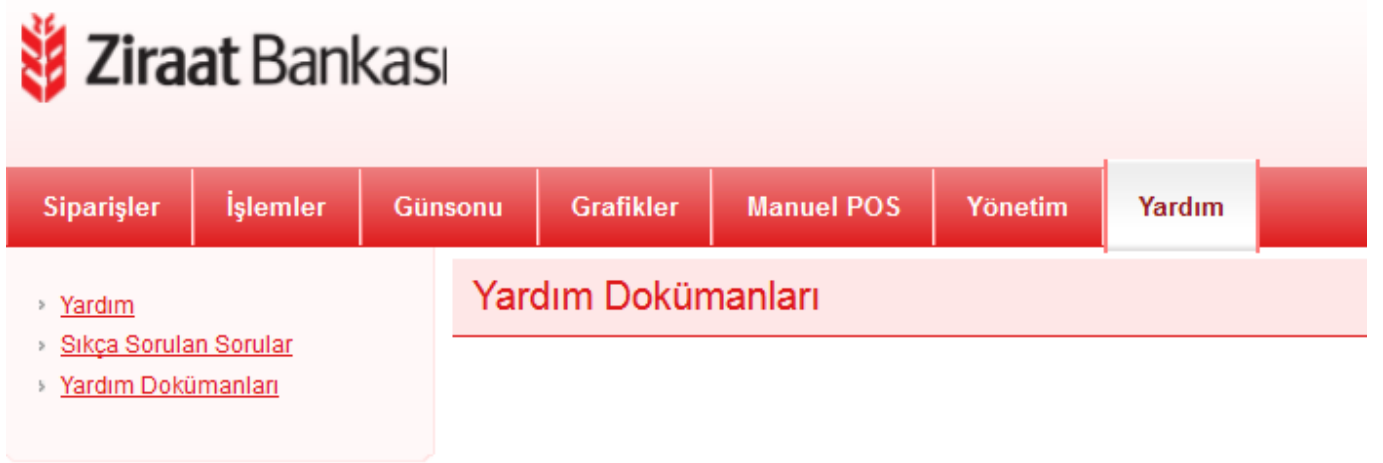 Ziraat Bankası
Siparişler İşlemler Günsonu Grafikler Manuel POS Yönetim Yardım
Yardım
Sıkça Sorulan Sorular
Yardım Dokümanları
Yardım Dokümanları